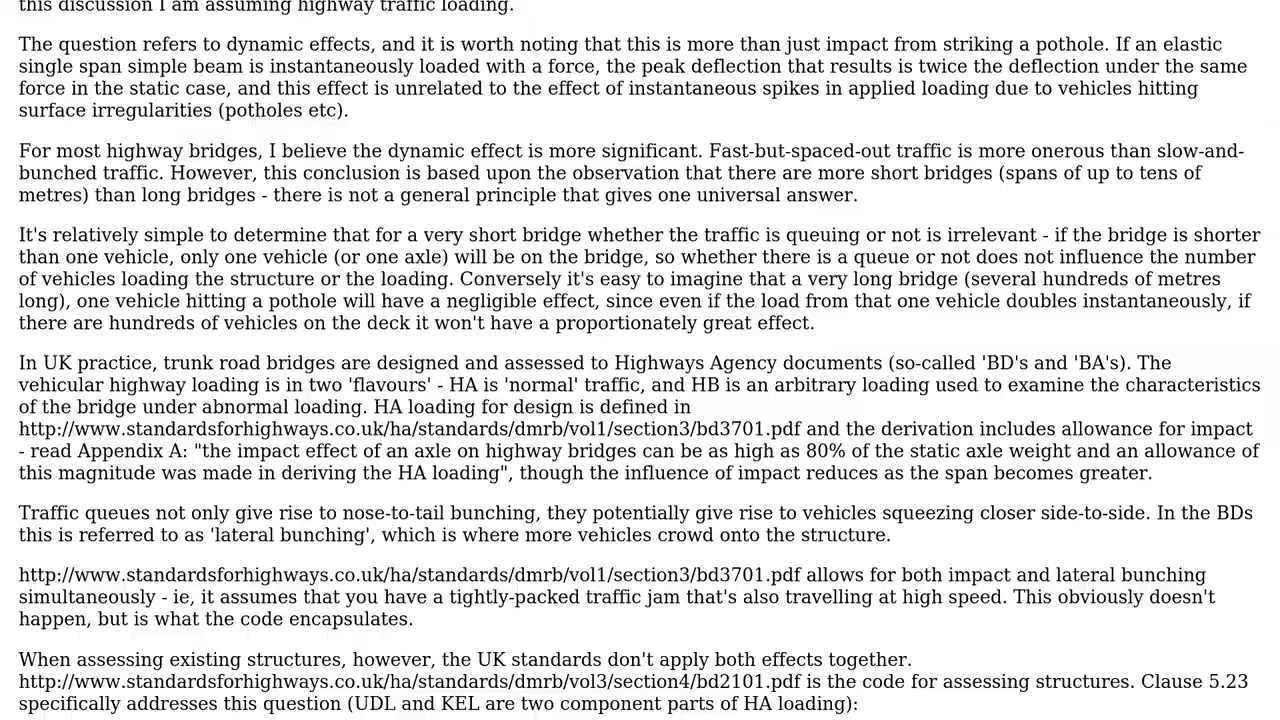 this discussion I am assuming highway traffic loading.
The question refers to dynamic effects, and it is worth noting that this is more than just impact from striking a pothole. If an elastic
single span simple beam is instantaneously loaded with a force, the peak deflection that results is twice the deflection under the same
force in the static case, and this effect is unrelated to the effect of instantaneous spikes in applied loading due to vehicles hitting
surface irregularities (potholes etc).
For most highway bridges, I believe the dynamic effect is more significant. Fast-but-spaced-out traffic is more onerous than slow-and-
bunched traffic. However, this conclusion is based upon the observation that there are more short bridges (spans of up to tens of
metres) than long bridges - there is not a general principle that gives one universal answer.
It's relatively simple to determine that for a very short bridge whether the traffic is queuing or not is irrelevant - if the bridge is shorter
than one vehicle, only one vehicle (or one axle) will be on the bridge, so whether there is a queue or not does not influence the number
of vehicles loading the structure or the loading. Conversely it's easy to imagine that a very long bridge (several hundreds of metres
long), one vehicle hitting a pothole will have a negligible effect, since even if the load from that one vehicle doubles instantaneously, if
there are hundreds of vehicles on the deck it won't have a proportionately great effect.
In UK practice, trunk road bridges are designed and assessed to Highways Agency documents (so-called 'BD's and 'BA's). The
vehicular highway loading is in two 'flavours' - HA is 'normal' traffic, and HB is an arbitrary loading used to examine the characteristics
of the bridge under abnormal loading. HA loading for design is defined in
http://www.standardsforhighways.co.uk/ha/standards/dmrb/vol1/section3/bd3701.pdf and the derivation includes allowance for impact
- read Appendix A: "the impact effect of an axle on highway bridges can be as high as 80% of the static axle weight and an allowance of
this magnitude was made in deriving the HA loading", though the influence of impact reduces as the span becomes greater.
Traffic queues not only give rise to nose-to-tail bunching, they potentially give rise to vehicles squeezing closer side-to-side. In the BDs
this is referred to as 'lateral bunching', which is where more vehicles crowd onto the structure.
http://www.standardsforhighways.co.uk/ha/standards/dmrb/vol1/section3/bd3701.pdf allows for both impact and lateral bunching
simultaneously - ie, it assumes that you have a tightly-packed traffic jam that's also travelling at high speed. This obviously doesn't
happen, but is what the code encapsulates.
When assessing existing structures, however, the UK standards don't apply both effects together.
http://www.standardsforhighways.co.uk/ha/standards/dmrb/vol3/section4/bd2101.pdf is the code for assessing structures. Clause 5.23
specifically addresses this question (UDL and KEL are two component parts of HA loading):